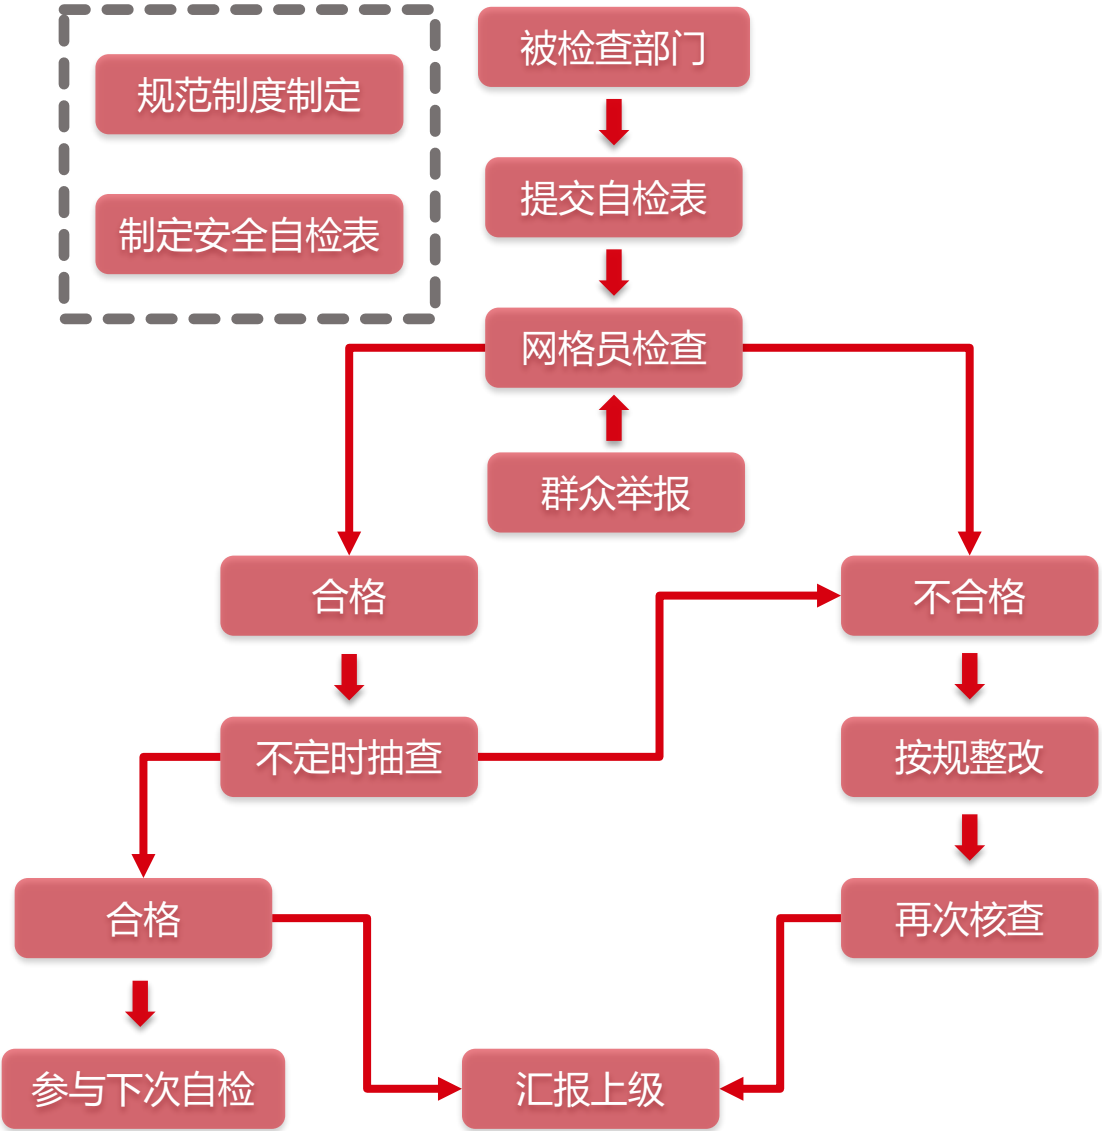 规范制度制定
制定安全自检表
被检查部门
提交自检表
网格员检查
群众举报
合格
不合格
不定时抽查
按规整改
合格
再次核查
参与下次自检
汇报上级